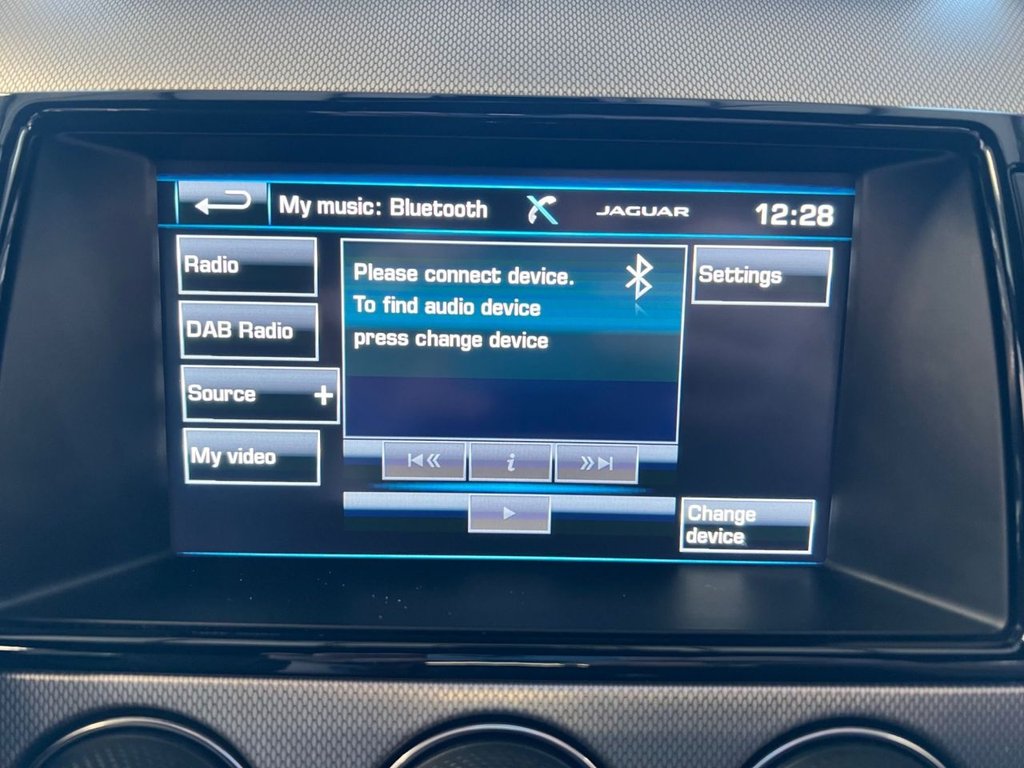 My music: Bluetooth
JAGUAR
12:28
Radio
DAB Radio
Source +
My video
Please connect device.
To find audio device
press change device
i
Settings
Change
device